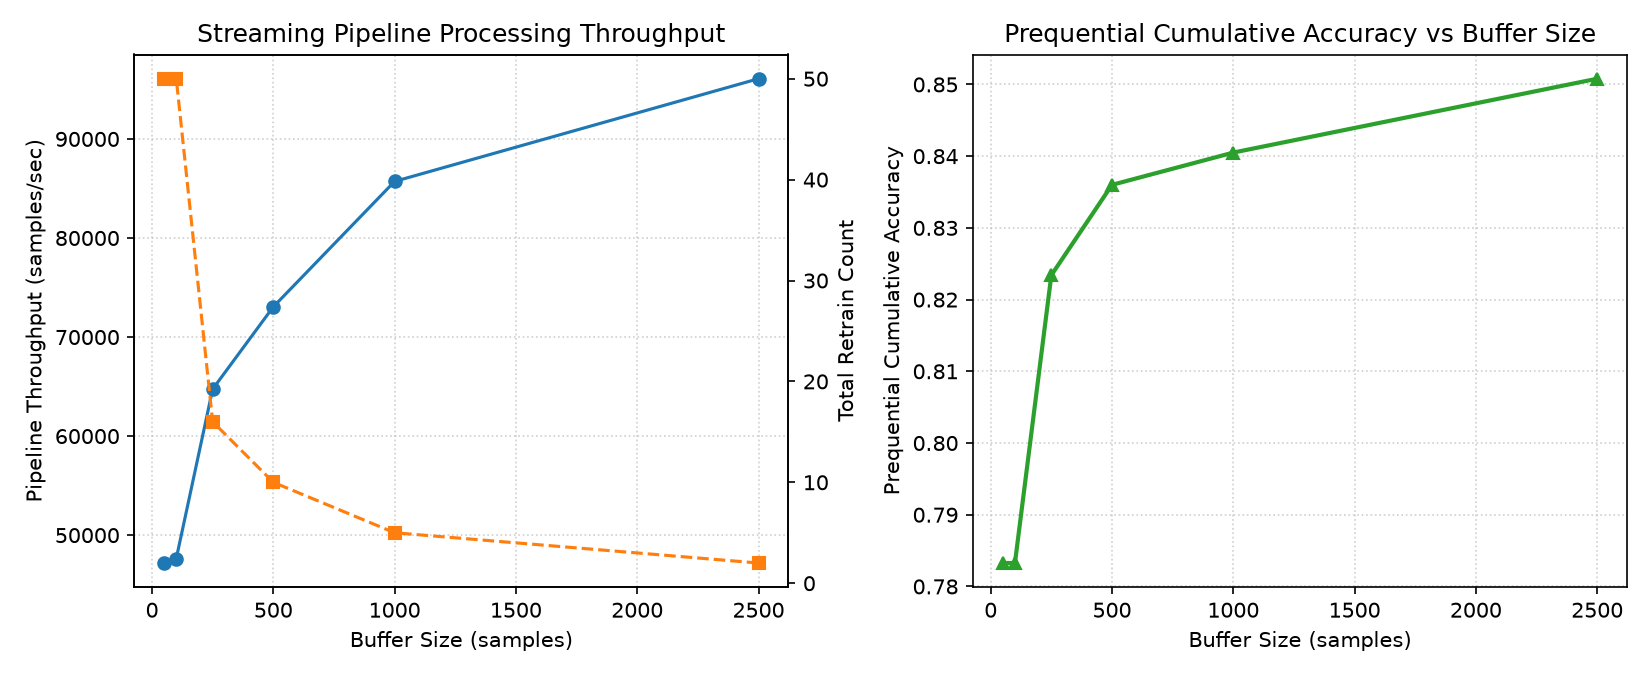 Streaming Pipeline Processing Throughput
Pipeline Throughput (samples/sec)
90000
80000
70000
60000
50000
50
40
30
20
10
0
Total Retrain Count
0 500 1000 1500 2000 2500
Buffer Size (samples)
Prequential Cumulative Accuracy vs Buffer Size
Prequential Cumulative Accuracy
0.85
0.84
0.83
0.82
0.81
0.80
0.79
0.78
0 500 1000 1500 2000 2500
Buffer Size (samples)